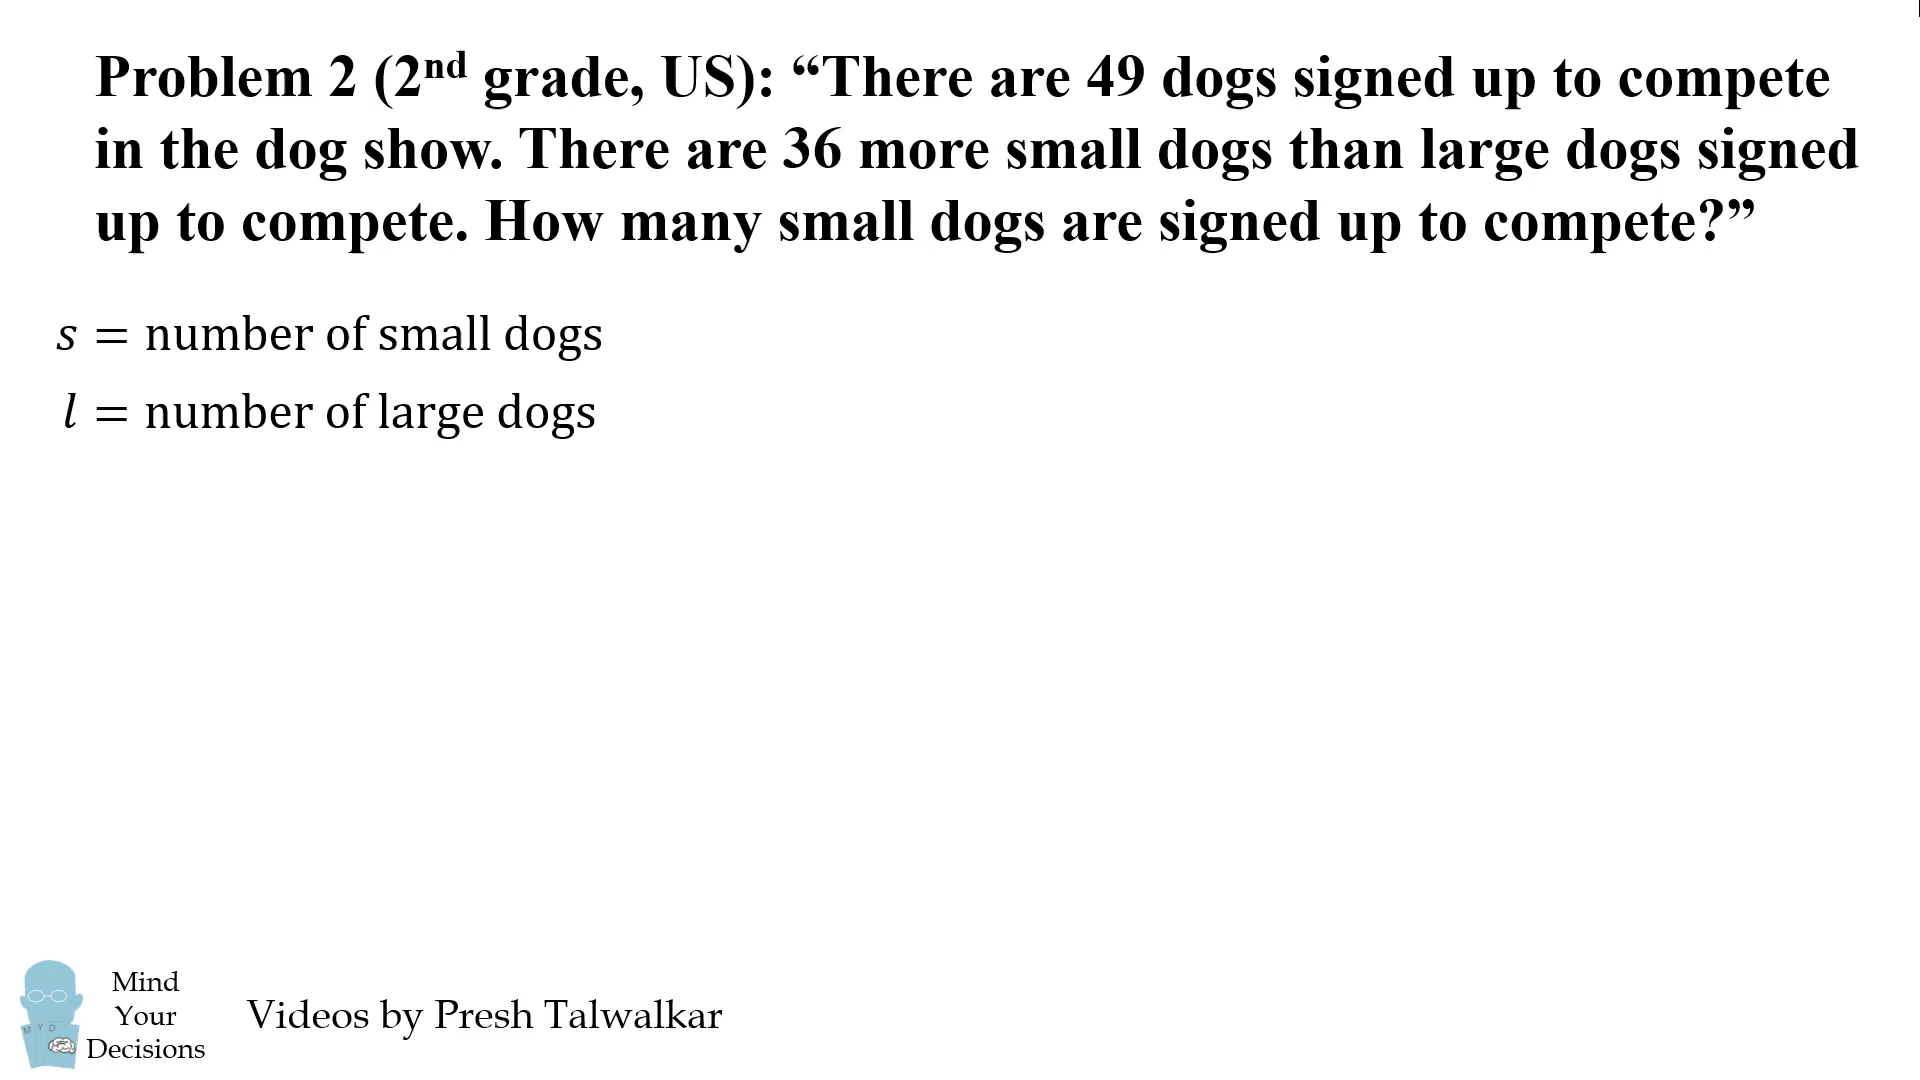 Problem 2 (2nd grade, US): “There are 49 dogs signed up to compete
in the dog show. There are 36 more small dogs than large dogs signed
up to compete. How many small dogs are signed up to compete?”
s = number of small dogs
l = number of large dogs
M Y D
Mind
Your
Decisions
Videos by Presh Talwalkar